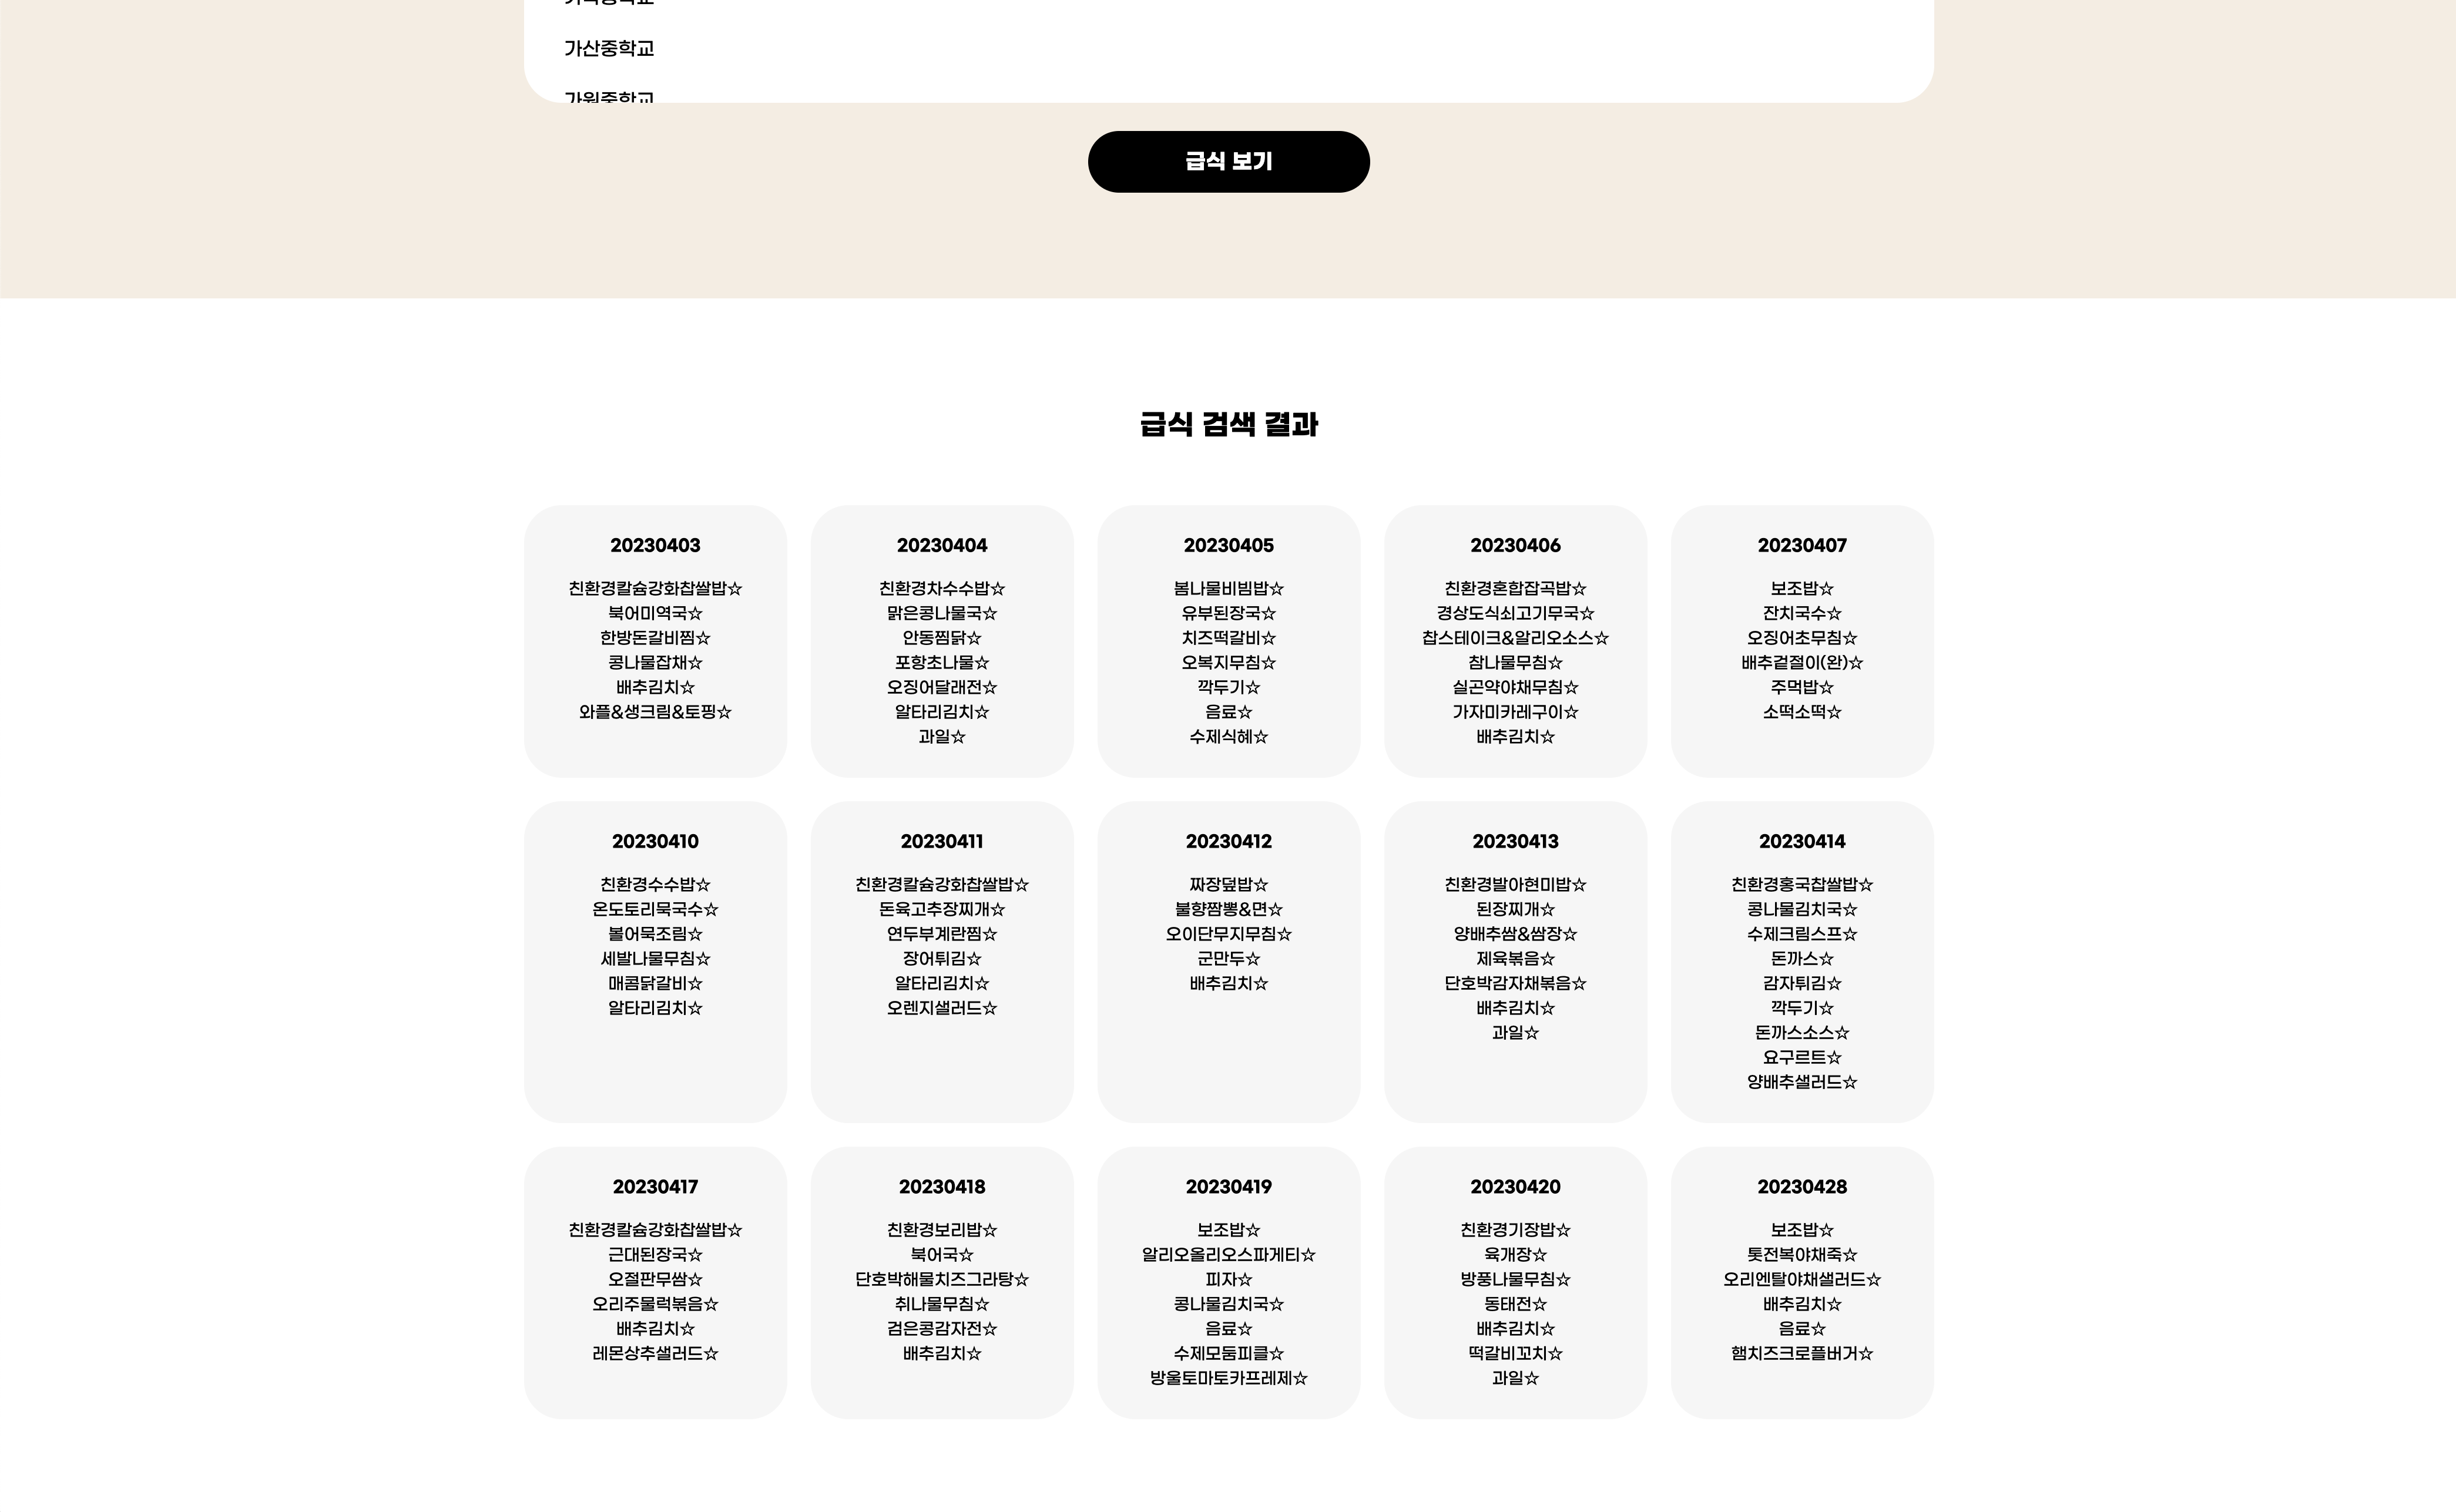 가산중학교
급식 보기
급식 검색 결과
20230403
친환경칼슘강화찹쌀밥☆
북어미역국☆
한방돈갈비찜☆
콩나물잡채☆
배추김치☆
와플&생크림&토핑☆
20230404
친환경차수수밥☆
맑은콩나물국☆
안동찜닭☆
포항초나물☆
오징어달래전☆
알타리김치☆
과일☆
20230405
봄나물비빔밥☆
유부된장국☆
치즈떡갈비☆
오복지무침☆
깍두기☆
음료☆
수제식혜☆
20230406
친환경혼합잡곡밥☆
경상도식쇠고기무국☆
찹스테이크&알리오소스☆
참나물무침☆
실곤약야채무침☆
가자미카레구이☆
배추김치☆
20230407
보조밥☆
잔치국수☆
오징어초무침☆
배추겉절이(완)☆
주먹밥☆
소떡소떡☆
20230410
친환경수수밥☆
온도토리묵국수☆
볼어묵조림☆
세발나물무침☆
매콤닭갈비☆
알타리김치☆
20230411
친환경칼슘강화찹쌀밥☆
돈육고추장찌개☆
연두부계란찜☆
장어튀김☆
알타리김치☆
오렌지샐러드☆
20230412
짜장덮밥☆
불향짬뽕&면☆
오이단무지무침☆
군만두☆
배추김치☆
20230413
친환경발아현미밥☆
된장찌개☆
양배추쌈&쌈장☆
제육볶음☆
단호박감자채볶음☆
배추김치☆
과일☆
20230414
친환경홍국찹쌀밥☆
콩나물김치국☆
수제크림스프☆
돈까스☆
감자튀김☆
깍두기☆
돈까스소스☆
요구르트☆
양배추샐러드☆
20230417
친환경칼슘강화찹쌀밥☆
근대된장국☆
오절판무쌈☆
오리주물럭볶음☆
배추김치☆
레몬상추샐러드☆
20230418
친환경보리밥☆
북어국☆
단호박해물치즈그라탕☆
취나물무침☆
검은콩감자전☆
배추김치☆
20230419
보조밥☆
알리오올리오스파게티☆
피자☆
콩나물김치국☆
음료☆
수제모둠피클☆
방울토마토카프레제☆
20230420
친환경기장밥☆
육개장☆
방풍나물무침☆
동태전☆
배추김치☆
떡갈비꼬치☆
과일☆
20230428
보조밥☆
톳전복야채죽☆
오리엔탈야채샐러드☆
배추김치☆
음료☆
햄치즈크로플버거☆